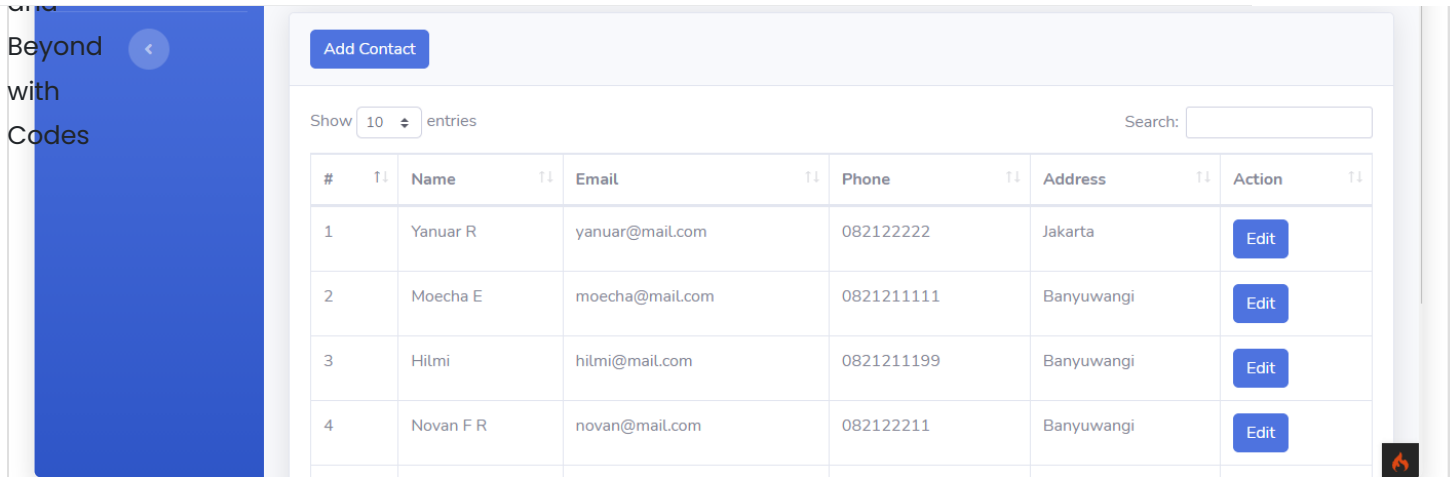 and
Beyond
with
Codes
Add Contact
Show 10 entries
Search:
# Name Email Phone Address Action
1 Yanuar R yanuar@mail.com 082122222 Jakarta Edit
2 Moecha E moecha@mail.com 0821211111 Banyuwangi Edit
3 Hilmi hilmi@mail.com 0821211199 Banyuwangi Edit
4 Novan F R novan@mail.com 082122211 Banyuwangi Edit